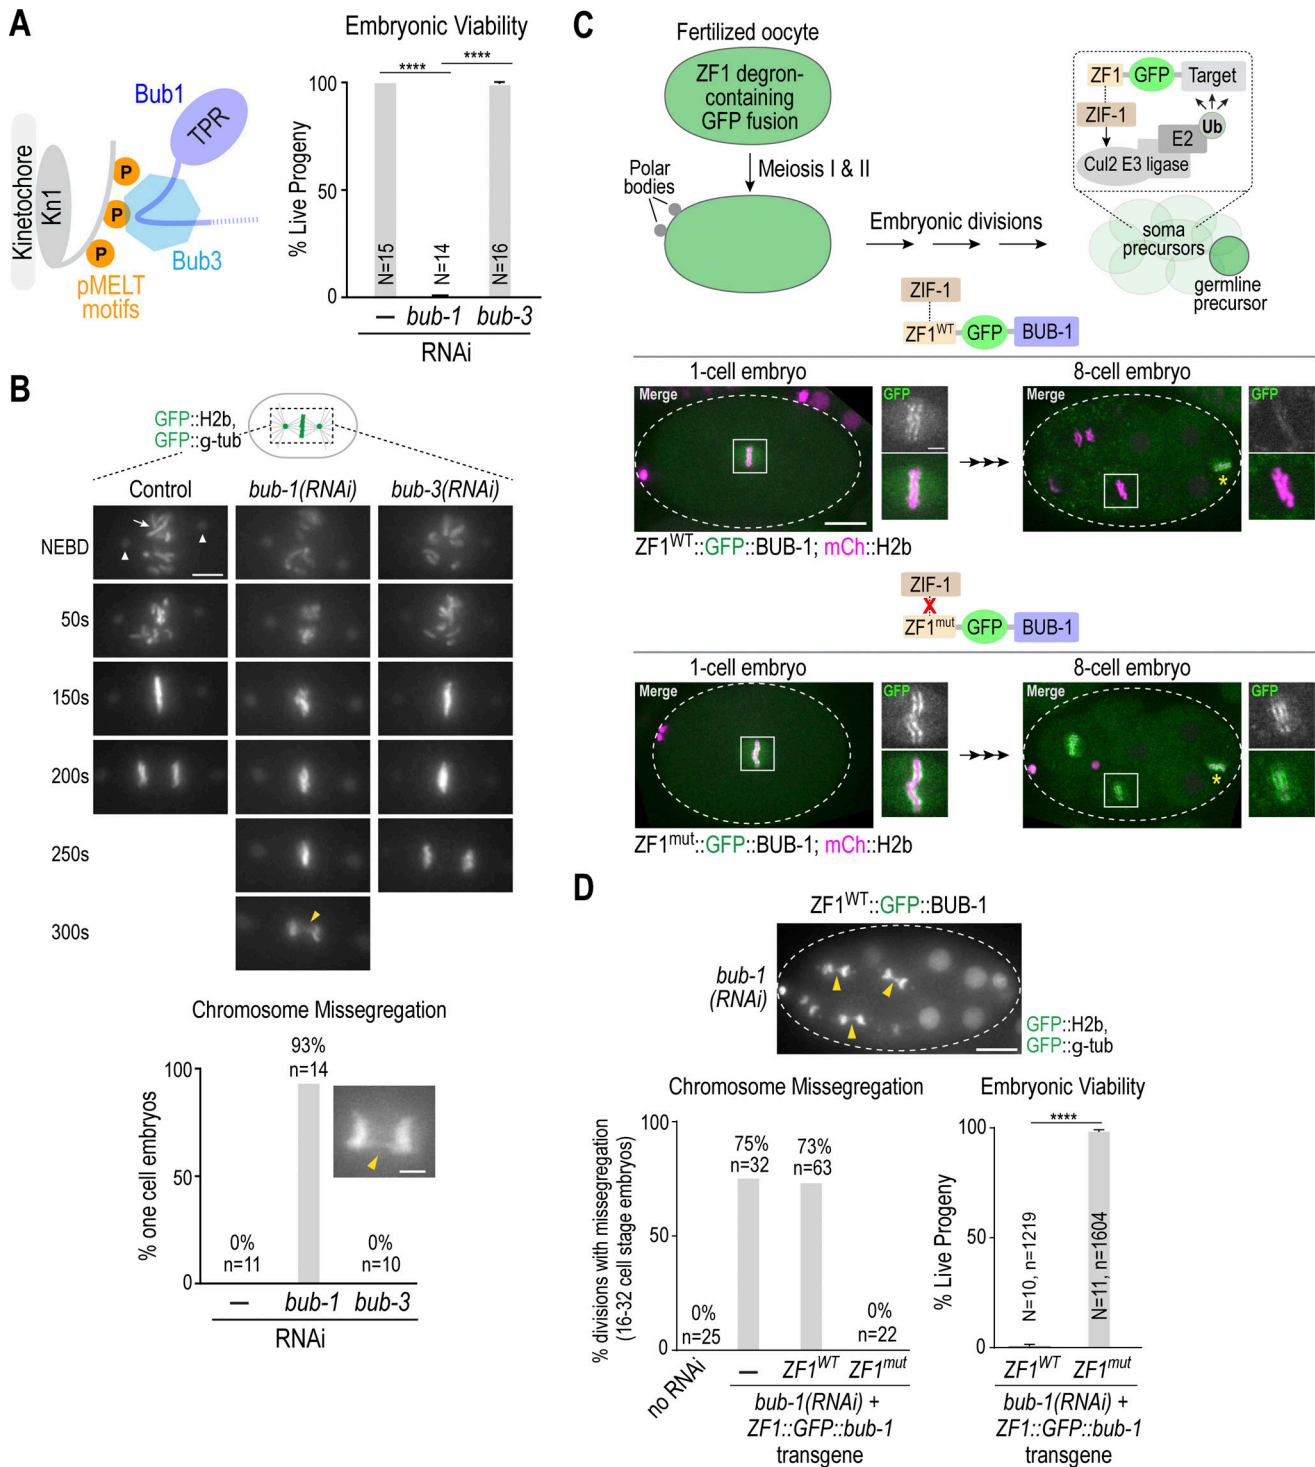 A
Embryonic Viability
****
****
Bub1
TPR
Kinetochore
Kn1
P
P
P
Bub3
pMELT
motifs
% Live Progeny
100
50
0
N=15
N=14
N=16
—
bub-1
bub-3
RNAi
B
GFP::H2b,
GFP::g-tub
Control
bub-1(RNAi)
bub-3(RNAi)
NEBD
50s
150s
200s
250s
300s
Chromosome Missegregation
% one cell embryos
100
50
0
0%
n=11
93%
n=14
0%
n=10
—
bub-1
bub-3
RNAi
C
Fertilized oocyte
ZF1 degron-
containing
GFP fusion
Polar
bodies
Meiosis I & II
Embryonic divisions
ZF1
GFP
Target
ZIF-1
Ub
E2
Cul2 E3 ligase
soma
precursors
germline
precursor
ZIF-1
ZF1WT
GFP
BUB-1
1-cell embryo
8-cell embryo
Merge
GFP
Merge
GFP
*
ZF1WT::GFP::BUB-1; mCh::H2b
ZIF-1
X
ZF1mut
GFP
BUB-1
1-cell embryo
8-cell embryo
Merge
GFP
Merge
GFP
*
ZF1mut::GFP::BUB-1; mCh::H2b
D
ZF1WT::GFP::BUB-1
bub-1
(RNAi)
GFP::H2b,
GFP::g-tub
Chromosome Missegregation
% divisions with missegregation
(16-32 cell stage embryos)
100
50
0
0%
n=25
75%
n=32
73%
n=63
0%
n=22
no RNAi
—
ZF1WT
ZF1mut
bub-1(RNAi) +
ZF1::GFP::bub-1
transgene
Embryonic Viability
****
% Live Progeny
100
50
0
N=10, n=1219
N=11, n=1604
ZF1WT
ZF1mut
bub-1(RNAi) +
ZF1::GFP::bub-1
transgene